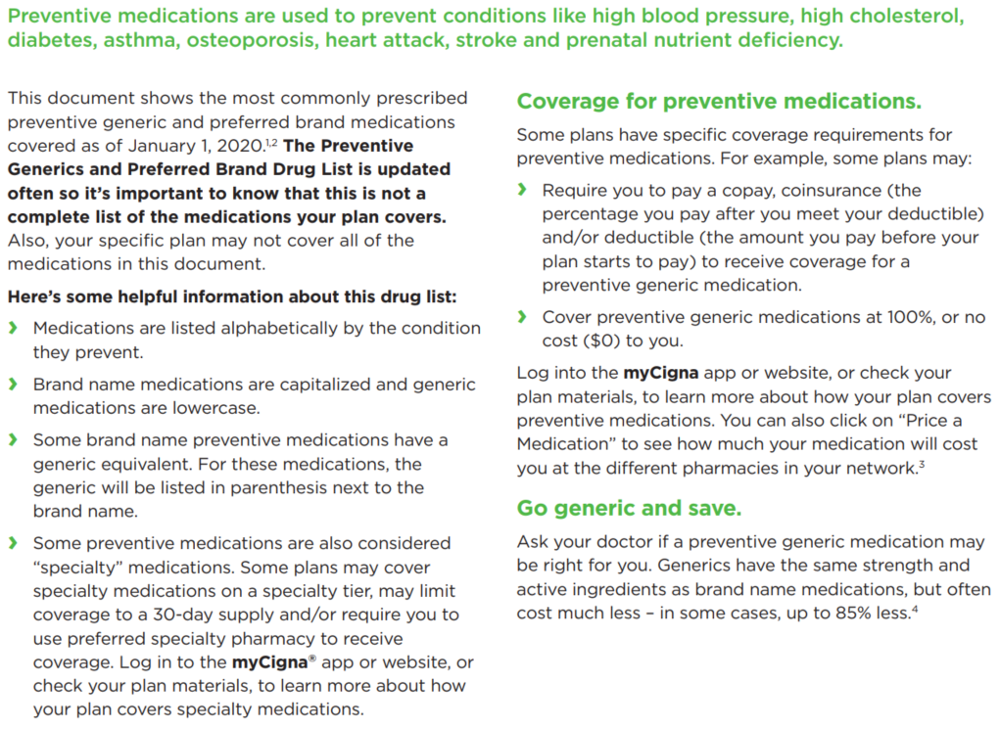 Preventive medications are used to prevent conditions like high blood pressure, high cholesterol,
diabetes, asthma, osteoporosis, heart attack, stroke and prenatal nutrient deficiency.
This document shows the most commonly prescribed
preventive generic and preferred brand medications
covered as of January 1, 2020.1,2 The Preventive
Generics and Preferred Brand Drug List is updated
often so it’s important to know that this is not a
complete list of the medications your plan covers.
Also, your specific plan may not cover all of the
medications in this document.
Here’s some helpful information about this drug list:
› Medications are listed alphabetically by the condition
they prevent.
› Brand name medications are capitalized and generic
medications are lowercase.
› Some brand name preventive medications have a
generic equivalent. For these medications, the
generic will be listed in parenthesis next to the
brand name.
› Some preventive medications are also considered
“specialty” medications. Some plans may cover
specialty medications on a specialty tier, may limit
coverage to a 30-day supply and/or require you to
use preferred specialty pharmacy to receive
coverage. Log in to the myCigna® app or website, or
check your plan materials, to learn more about how
your plan covers specialty medications.
Coverage for preventive medications.
Some plans have specific coverage requirements for
preventive medications. For example, some plans may:
› Require you to pay a copay, coinsurance (the
percentage you pay after you meet your deductible)
and/or deductible (the amount you pay before your
plan starts to pay) to receive coverage for a
preventive generic medication.
› Cover preventive generic medications at 100%, or no
cost ($0) to you.
Log into the myCigna app or website, or check your
plan materials, to learn more about how your plan covers
preventive medications. You can also click on “Price a
Medication” to see how much your medication will cost
you at the different pharmacies in your network.3
Go generic and save.
Ask your doctor if a preventive generic medication may
be right for you. Generics have the same strength and
active ingredients as brand name medications, but often
cost much less – in some cases, up to 85% less.4